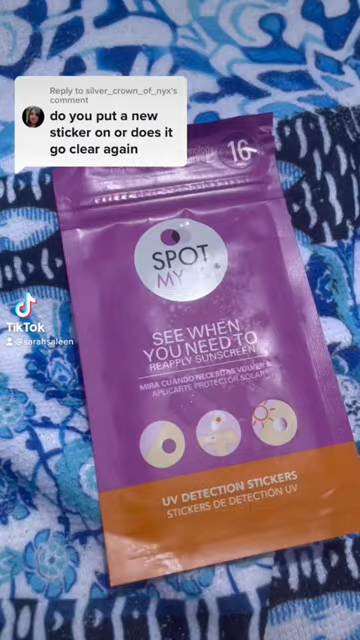 Reply to silver_crown_of_nyx's
comment
do you put a new
sticker on or does it
go clear again
16
SPOT
MY
SEE WHEN
YOU NEED TO
REAPPLY SUNSCREEN
MIRA CUANDO NECESITAS VOLVER A
APLICARTE PROTECTOR SOLAR
UV DETECTION STICKERS
STICKERS DE DETECCIÓN UV
TikTok
@sarahsaleen